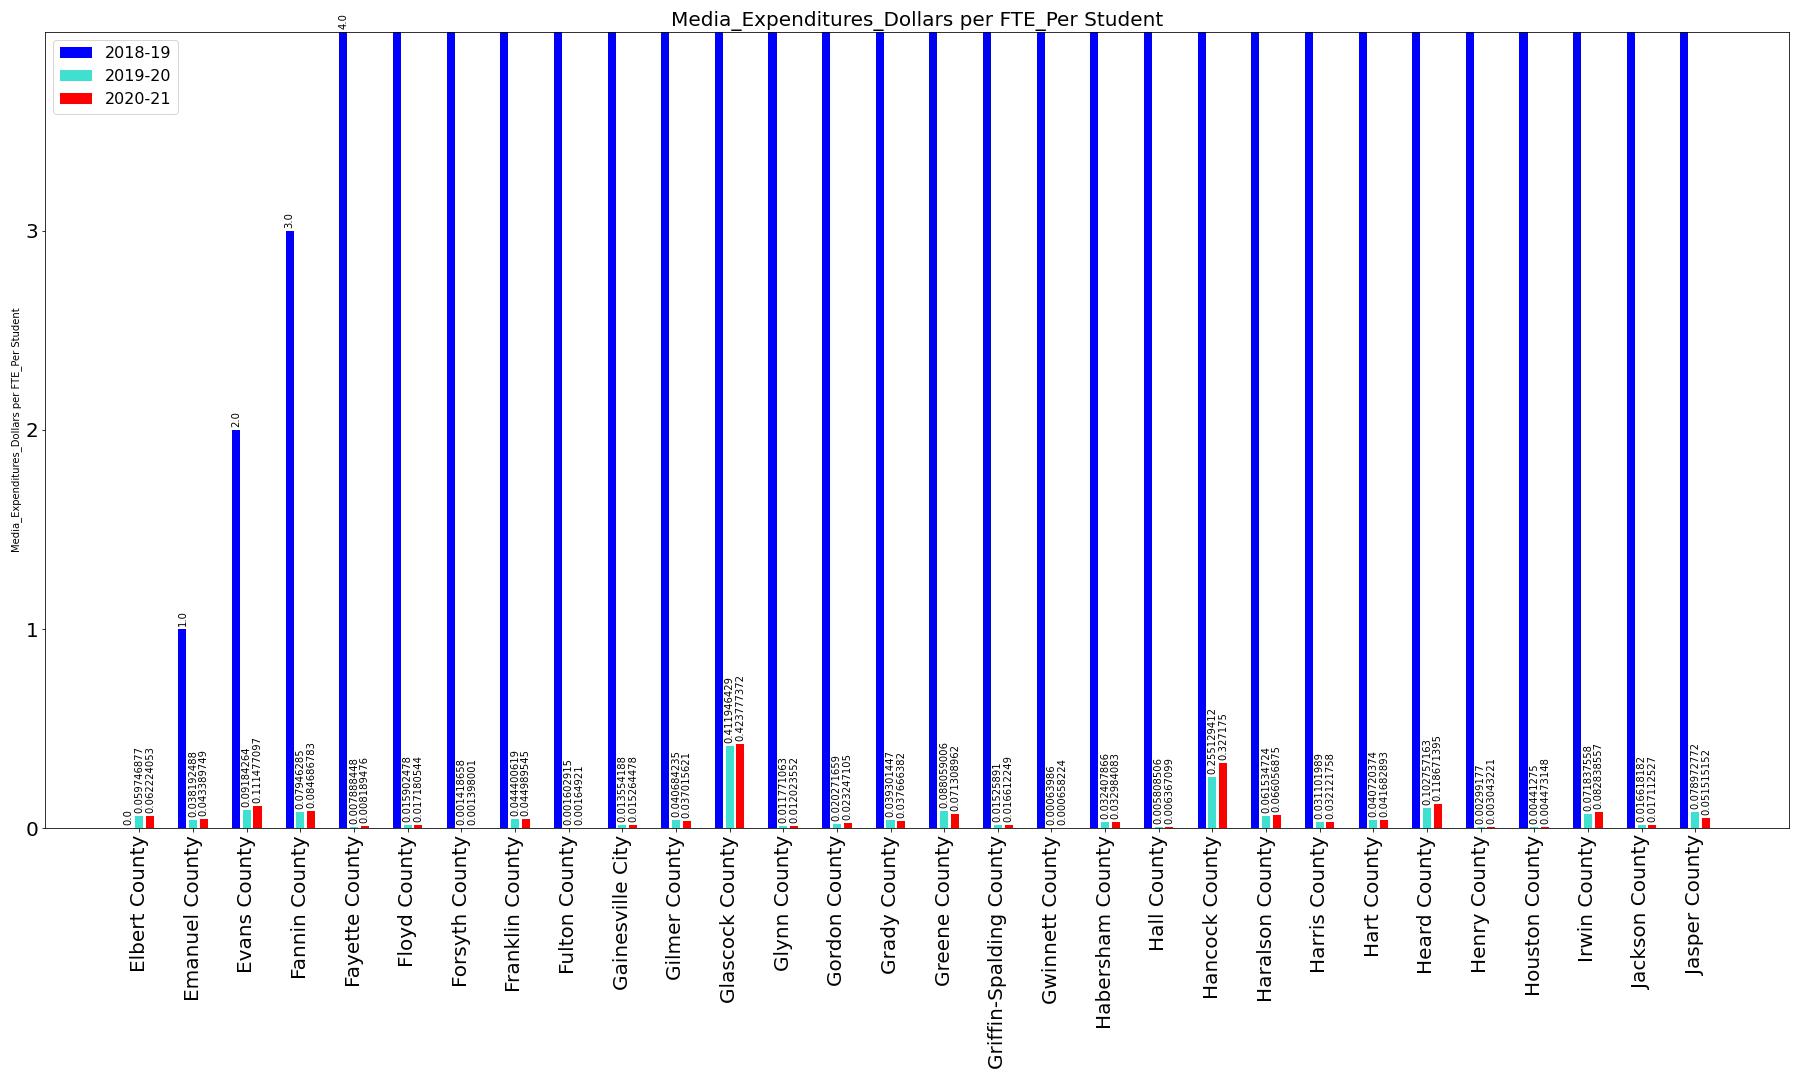 Media_Expenditures_Dollars per FTE_Per Student
2018-19
2019-20
2020-21
Media_Expenditures_Dollars per FTE_Per Student
3
2
1
0
0.0
0.059746877
0.062224053
1.0
0.038192488
0.043389749
2.0
0.09184264
0.111477097
3.0
0.07946285
0.084686783
4.0
0.007888448
0.008189476
0.015902478
0.017180544
0.001418658
0.001398001
0.044400619
0.044989545
0.001602915
0.00164921
0.013554188
0.015264478
0.040684235
0.037015621
0.411946429
0.423777372
0.011771063
0.012023552
0.020271659
0.023247105
0.039301447
0.03766382
0.088059006
0.071308962
0.01525891
0.016612249
0.00063986
0.000658224
0.032407866
0.032984083
0.005808506
0.006367099
0.255129412
0.327175
0.061534724
0.066056875
0.031101989
0.032121758
0.040720374
0.041682893
0.102757163
0.118671395
0.00299177
0.003043221
0.00441275
0.004473148
0.071837558
0.082838557
0.016618182
0.017112527
0.078972772
0.051515152
Elbert County
Emanuel County
Evans County
Fannin County
Fayette County
Floyd County
Forsyth County
Franklin County
Fulton County
Gainesville City
Gilmer County
Glascock County
Glynn County
Gordon County
Grady County
Greene County
Griffin-Spalding County
Gwinnett County
Habersham County
Hall County
Hancock County
Haralson County
Harris County
Hart County
Heard County
Henry County
Houston County
Irwin County
Jackson County
Jasper County